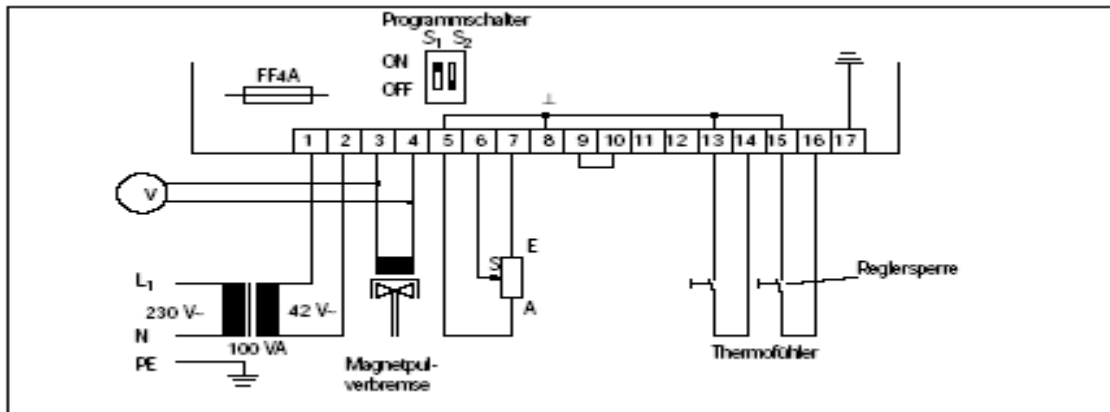 Programmschalter
S₁ S₂
ON
OFF
FF4A
⊥
1 2 3 4 5 6 7 8 9 10 11 12 13 14 15 16 17
V
E
S
A
L₁
230 V~ 42 V~
N
100 VA
PE
Magnetpul-
verbremse
Reglersperre
Thermofühler